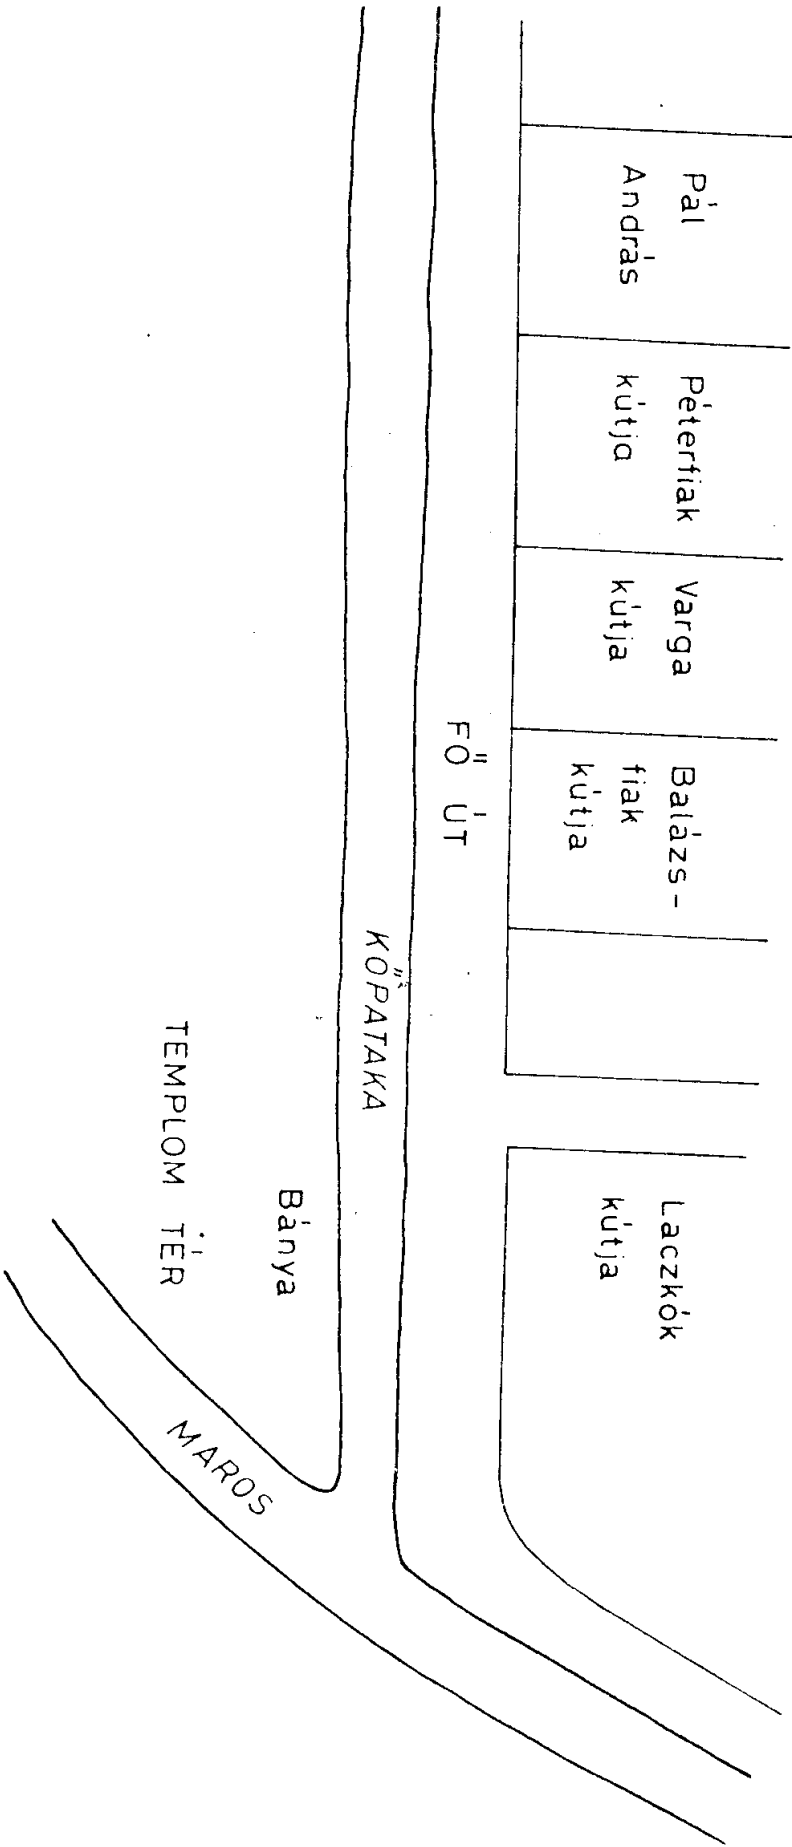 Pál
András
Péterfiak
kútja
Varga
kútja
Balázs-
fiak
kútja
Laczkók
kútja
FŐ ÚT
KŐPATAKA
Bánya
TEMPLOM TÉR
MAROS